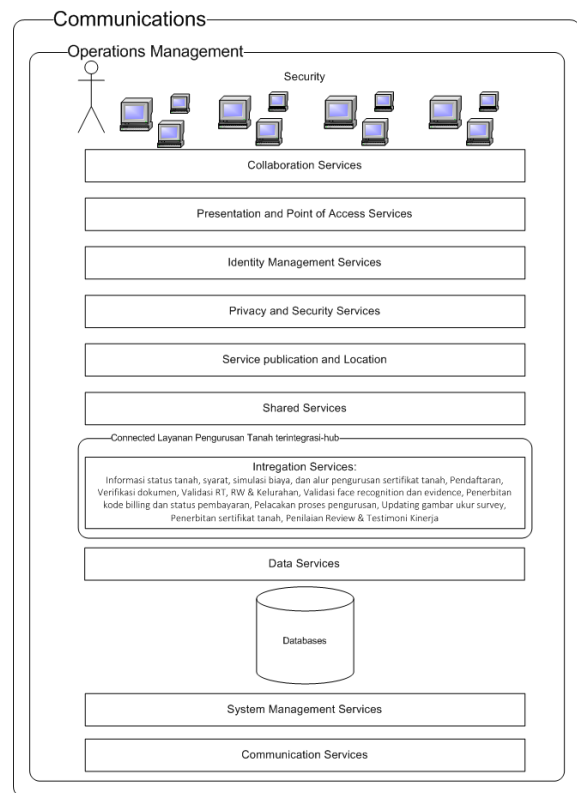 Communications
Operations Management
Security
Collaboration Services
Presentation and Point of Access Services
Identity Management Services
Privacy and Security Services
Service publication and Location
Shared Services
Connected Layanan Pengurusan Tanah terintegrasi-hub
Intregation Services:
Informasi status tanah, syarat, simulasi biaya, dan alur pengurusan sertifikat tanah, Pendaftaran,
Verifikasi dokumen, Validasi RT, RW & Kelurahan, Validasi face recognition dan evidence, Penerbitan
kode billing dan status pembayaran, Pelacakan proses pengurusan, Updating gambar ukur survey,
Penerbitan sertifikat tanah, Penilaian Review & Testimoni Kinerja
Data Services
Databases
System Management Services
Communication Services